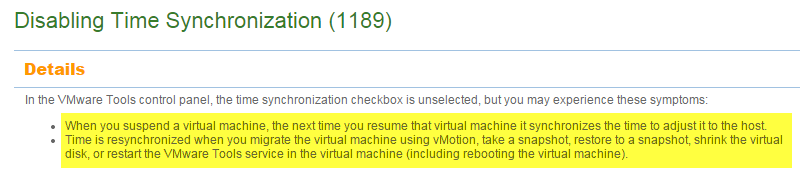 Disabling Time Synchronization (1189)
Details
In the VMware Tools control panel, the time synchronization checkbox is unselected, but you may experience these symptoms:
• When you suspend a virtual machine, the next time you resume that virtual machine it synchronizes the time to adjust it to the host.
• Time is resynchronized when you migrate the virtual machine using vMotion, take a snapshot, restore to a snapshot, shrink the virtual
disk, or restart the VMware Tools service in the virtual machine (including rebooting the virtual machine).